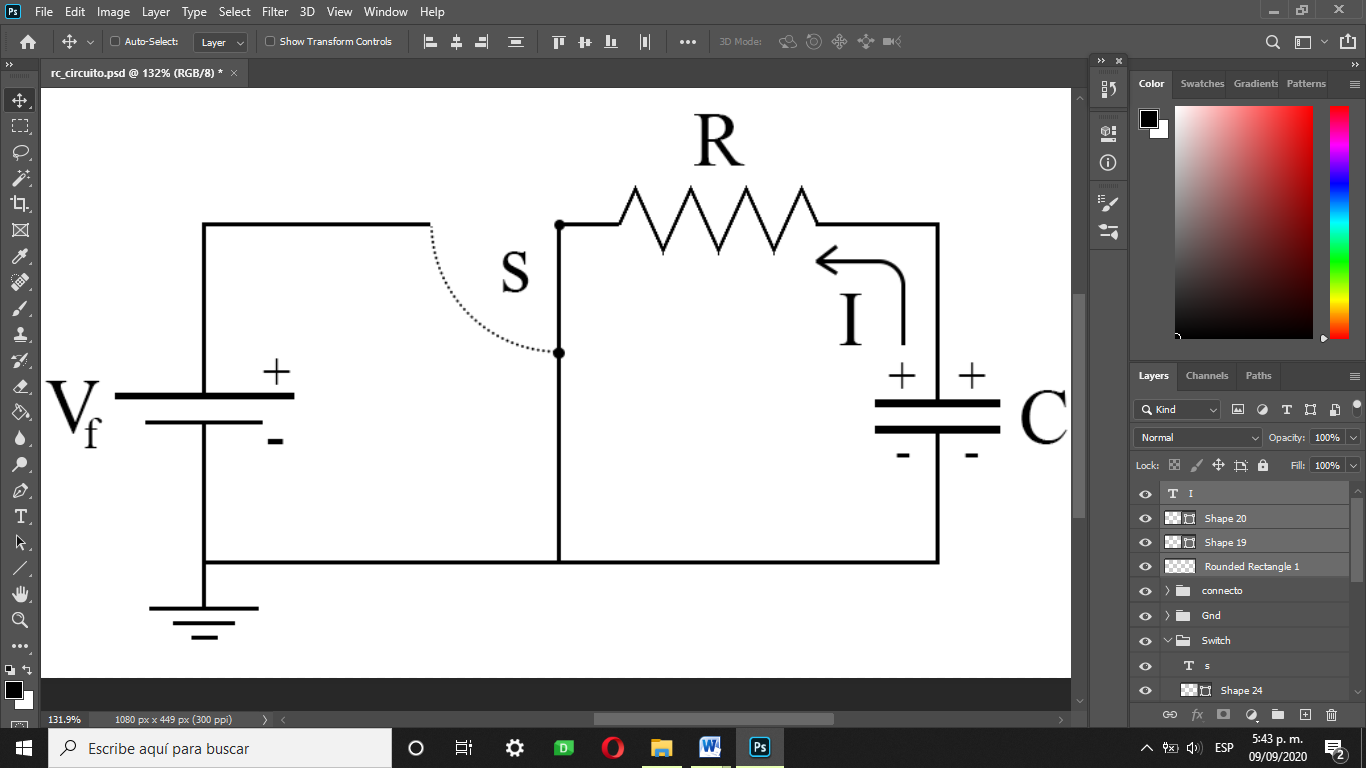 Ps File Edit Image Layer Type Select Filter 3D View Window Help
Auto-Select: Layer Show Transform Controls 3D Mode:
rc_circuito.psd @ 132% (RGB/8) * ×
R
s
I
+
+ +
Vf
C
-
- -
Color Swatches Gradients Patterns
Layers Channels Paths
Kind
Normal Opacity: 100%
Lock: Fill: 100%
T I
Shape 20
Shape 19
Rounded Rectangle 1
connecto
Gnd
Switch
T s
Shape 24
fx
131.9% 1080 px x 449 px (300 ppi)
Escribe aquí para buscar
D
W
Ps
ESP
5:43 p. m.
09/09/2020
2